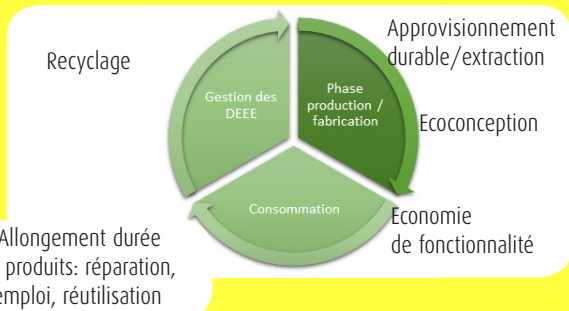 Recyclage
Gestion des
DEEE
Phase
production /
fabrication
Approvisionnement
durable/extraction
Ecoconception
Consommation
Economie
de fonctionnalité
Allongement durée
produits: réparation,
emploi, réutilisation